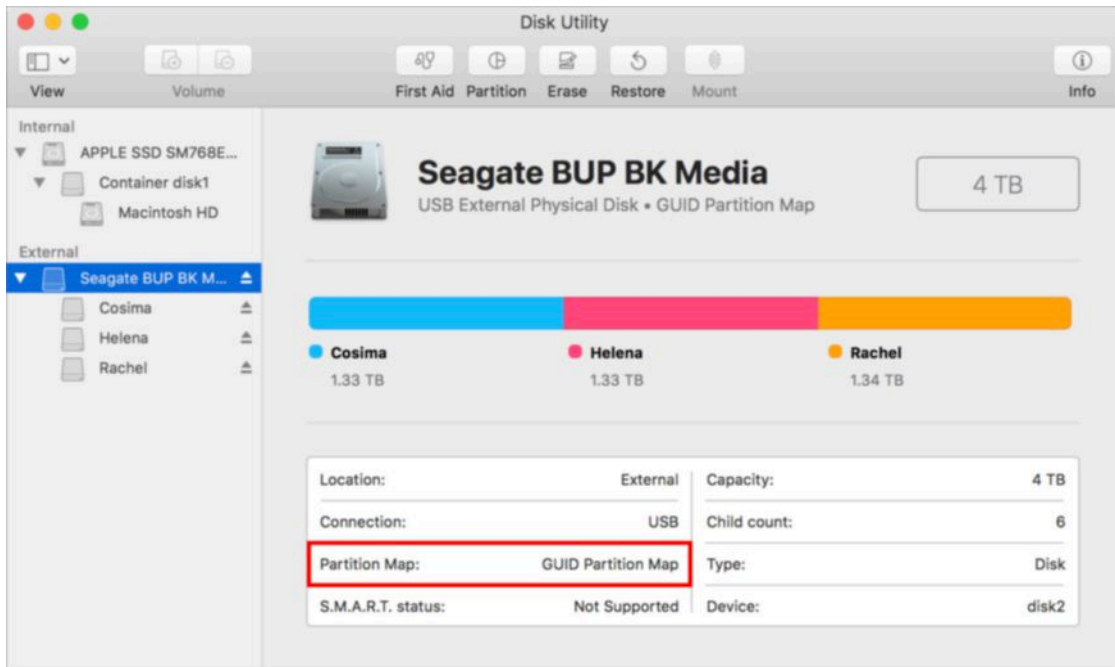 Disk Utility
View
Volume
First Aid
Partition
Erase
Restore
Mount
Info
Internal
APPLE SSD SM768E...
Container disk1
Macintosh HD
External
Seagate BUP BK M...
Cosima
Helena
Rachel
Seagate BUP BK Media
USB External Physical Disk • GUID Partition Map
4 TB
Cosima
1.33 TB
Helena
1.33 TB
Rachel
1.34 TB
Location: External
Connection: USB
Partition Map: GUID Partition Map
S.M.A.R.T. status: Not Supported
Capacity: 4 TB
Child count: 6
Type: Disk
Device: disk2